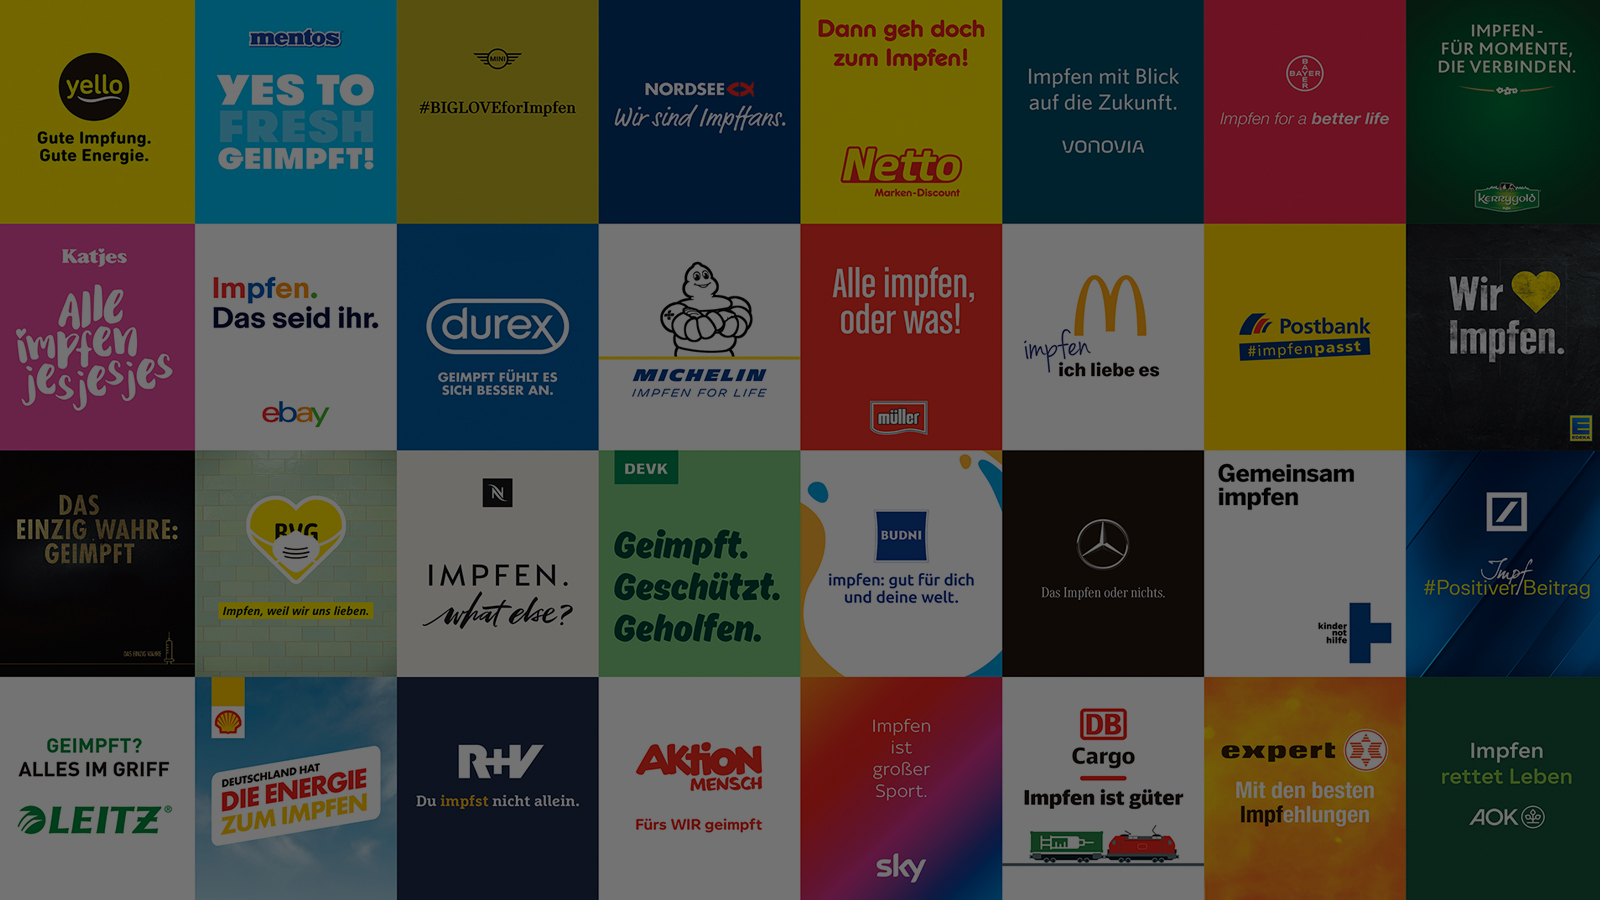 yello
Gute Impfung.
Gute Energie.
mentos
YES TO
FRESH
GEIMPFT!
MINI
#BIGLOVEforImpfen
NORDSEE
Wir sind Impffans.
Dann geh doch
zum Impfen!
Netto
Marken-Discount
Impfen mit Blick
auf die Zukunft.
VONOVIA
BAYER
BAYER
Impfen for a better life
IMPFEN-
FÜR MOMENTE,
DIE VERBINDEN.
Kerrygold
Katjes
Alle
impfen
jesjesjes
Impfen.
Das seid ihr.
ebay
durex
GEIMPFT FÜHLT ES
SICH BESSER AN.
MICHELIN
IMPFEN FOR LIFE
Alle impfen,
oder was!
müller
impfen
ich liebe es
Postbank
#impfenpasst
Wir
Impfen.
E
EDEKA
DAS
EINZIG WAHRE:
GEIMPFT
DAS EINZIG WAHRE
BVG
Impfen, weil wir uns lieben.
N
IMPFEN.
what else?
DEVK
Geimpft.
Geschützt.
Geholfen.
BUDNI
impfen: gut für dich
und deine welt.
Das Impfen oder nichts.
Gemeinsam
impfen
kinder
not
hilfe
Impf
#PositiverBeitrag
GEIMPFT?
ALLES IM GRIFF
LEITZ®
DEUTSCHLAND HAT
DIE ENERGIE
ZUM IMPFEN
R+V
Du impfst nicht allein.
AKTION
MENSCH
Fürs WIR geimpft
Impfen
ist
großer
Sport.
sky
DB
Cargo
Impfen ist güter
expert
Mit den besten
Impfehlungen
Impfen
rettet Leben
AOK